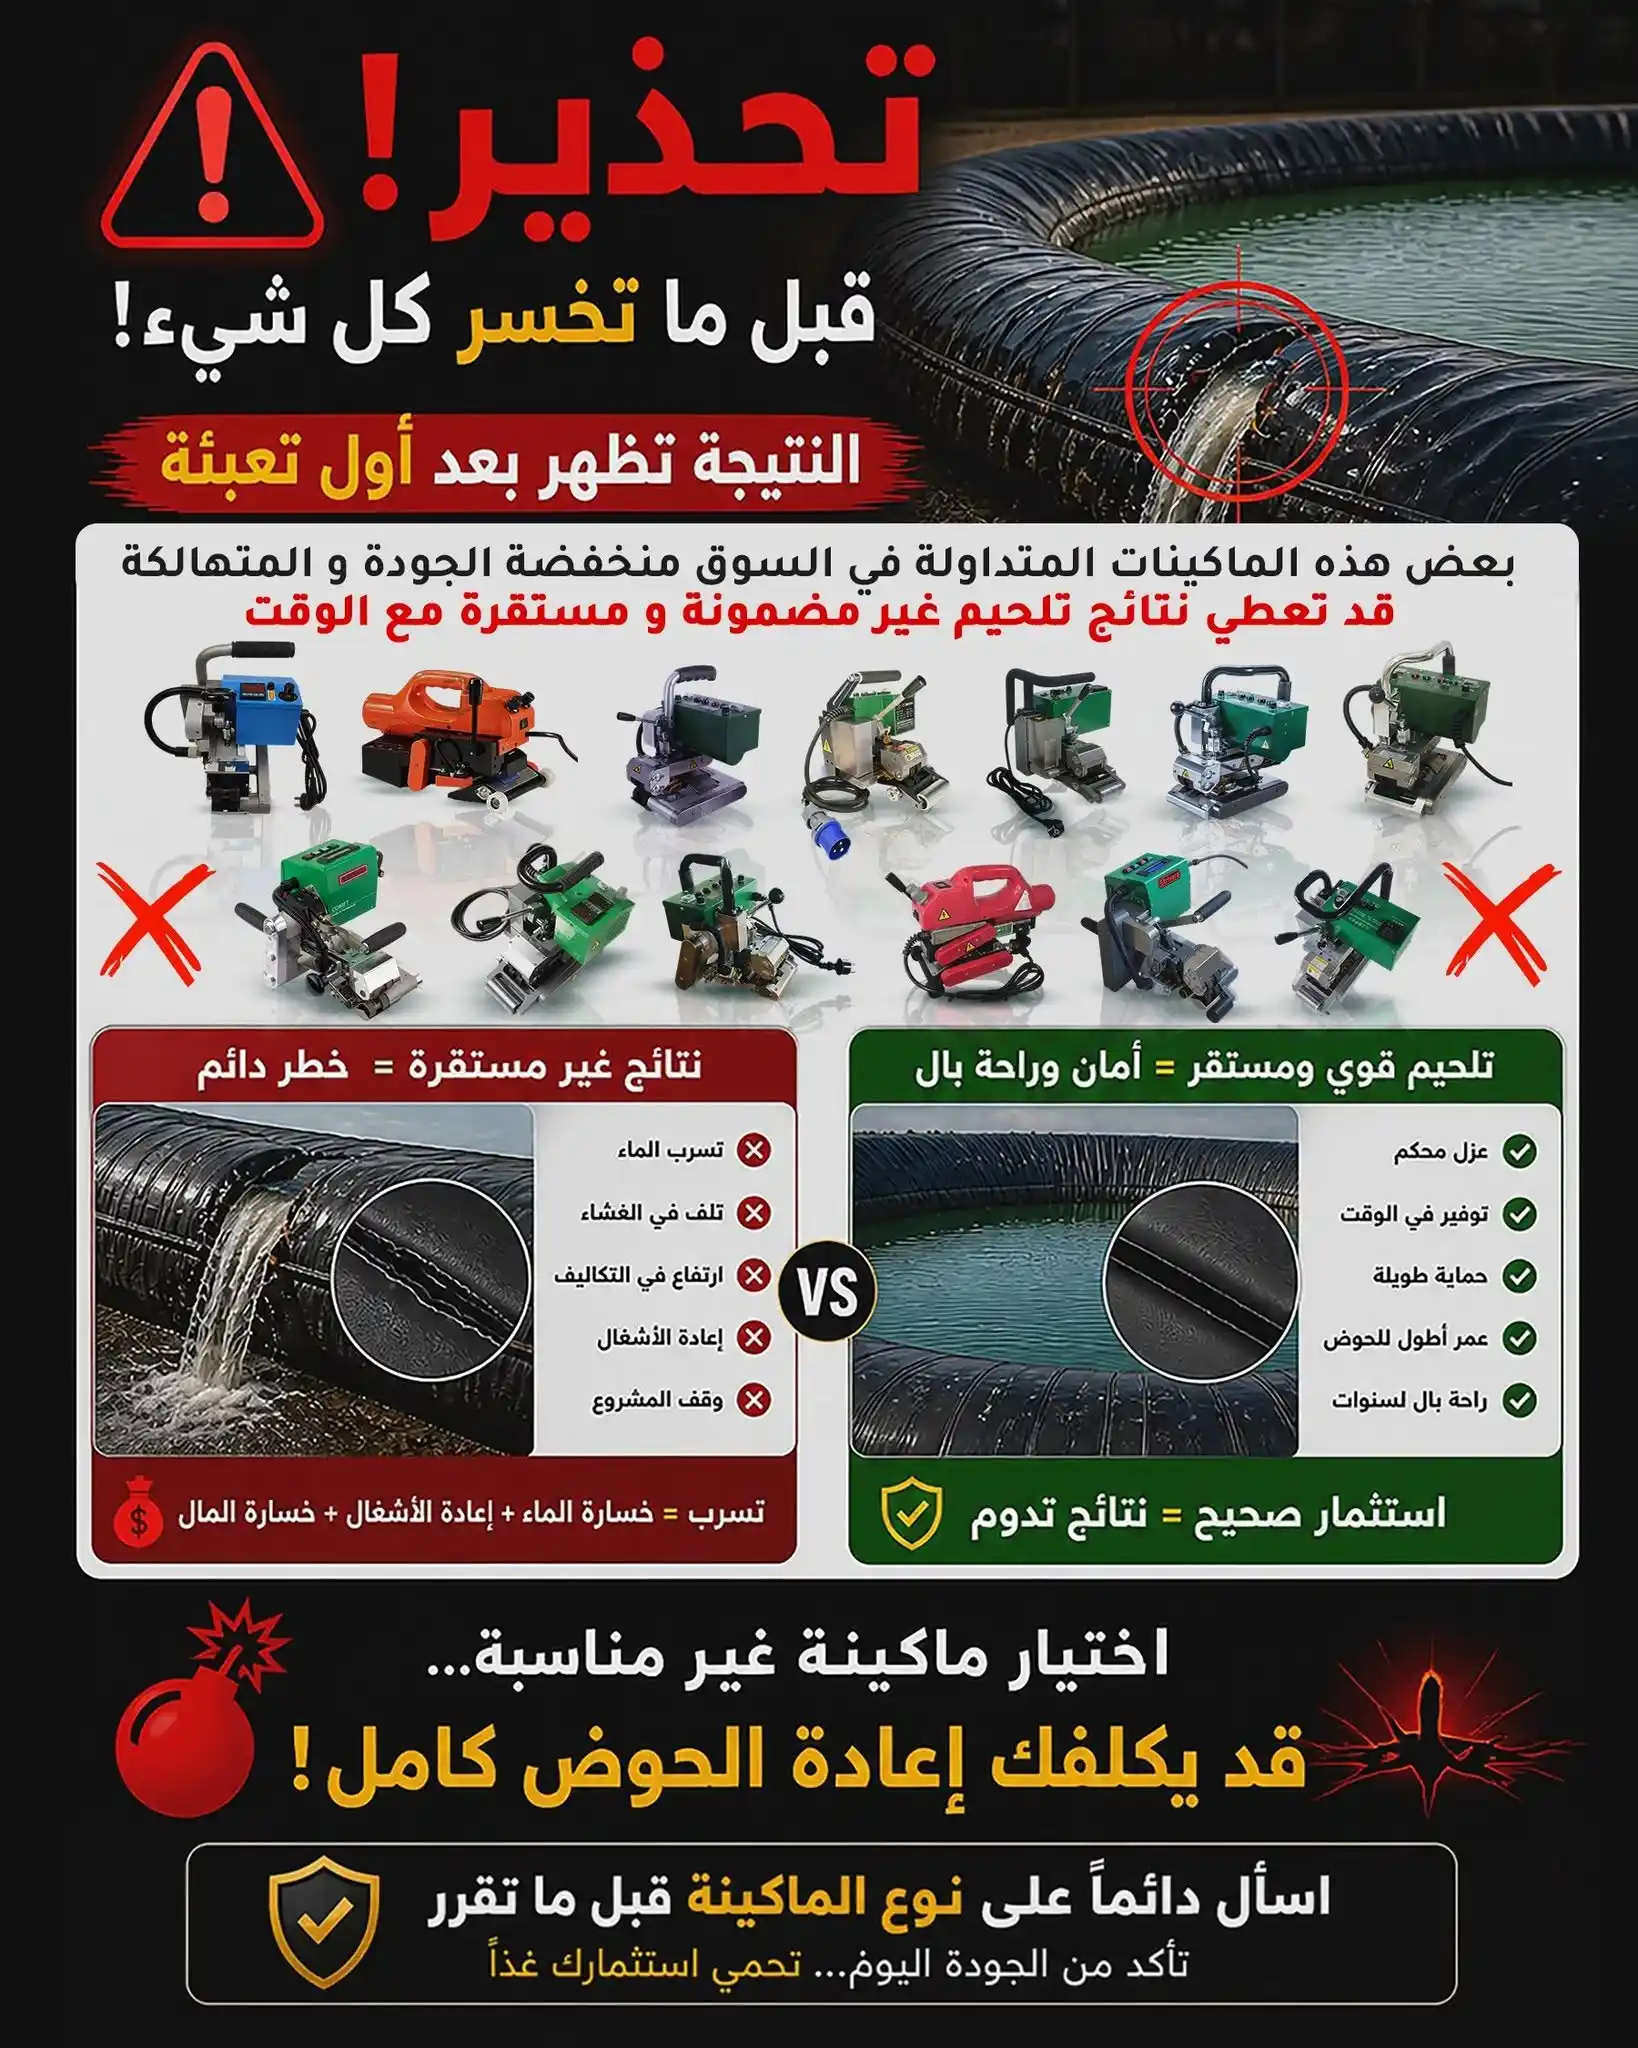 تحذير!
قبل ما تخسر كل شيء!
النتيجة تظهر بعد أول تعبئة
بعض هذه الماكينات المتداولة في السوق منخفضة الجودة و المتهالكة
قد تعطي نتائج تلحيم غير مضمونة و مستقرة مع الوقت
تلحيم قوي ومستقر = أمان وراحة بال
عزل محكم
توفير في الوقت
حماية طويلة
عمر أطول للحوض
راحة بال لسنوات
استثمار صحيح = نتائج تدوم
VS
نتائج غير مستقرة = خطر دائم
تسرب الماء
تلف في الغشاء
ارتفاع في التكاليف
إعادة الأشغال
وقف المشروع
تسرب = خسارة الماء + إعادة الأشغال + خسارة المال
$
اختيار ماكينة غير مناسبة...
قد يكلفك إعادة الحوض كامل!
اسأل دائماً على نوع الماكينة قبل ما تقرر
تأكد من الجودة اليوم... تحمي استثمارك غذاً